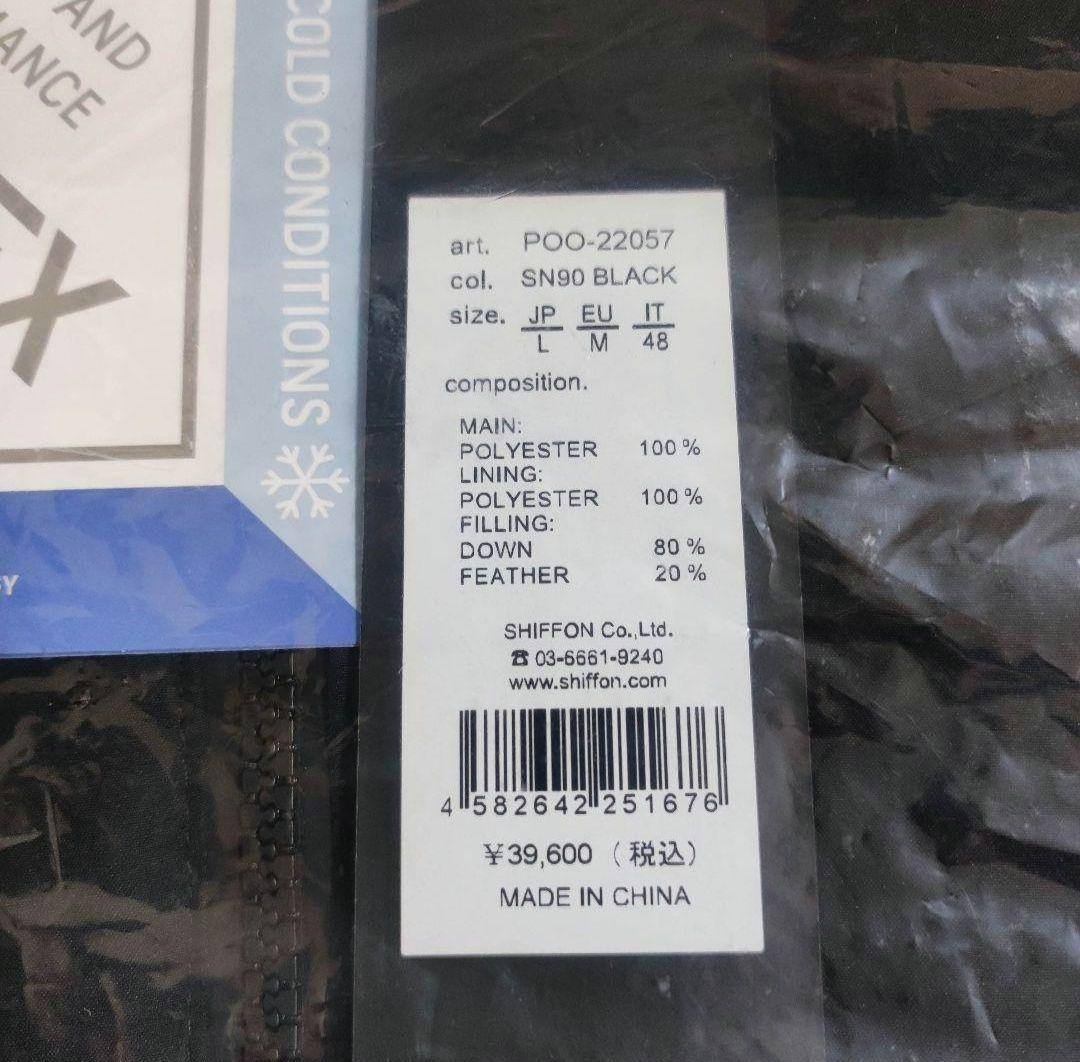 AND
COLD CONDITIONS
art. POO-22057
col. SN90 BLACK
size. JP EU IT
L M 48
composition.
MAIN:
POLYESTER 100 %
LINING:
POLYESTER 100 %
FILLING:
DOWN 80 %
FEATHER 20 %
SHIFFON Co.,Ltd.
☎ 03-6661-9240
www.shiffon.com
4 582642 251676
¥39,600 (税込)
MADE IN CHINA